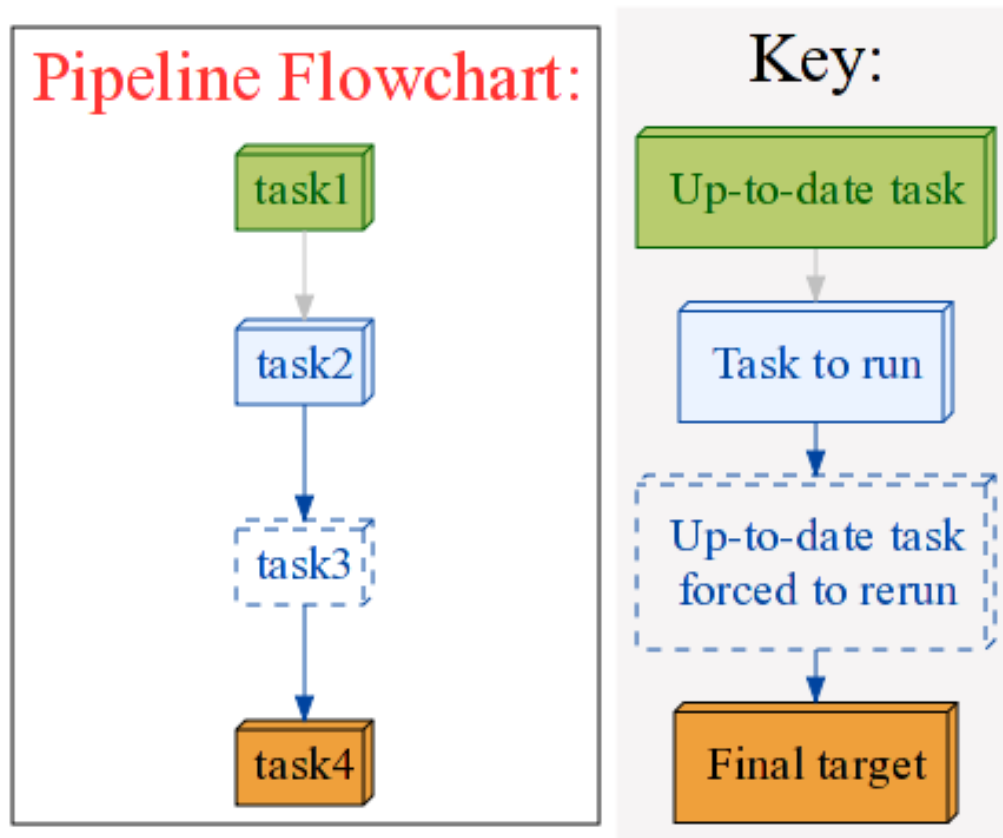 Pipeline Flowchart:
task1
task2
task3
task4
Key:
Up-to-date task
Task to run
Up-to-date task
forced to rerun
Final target